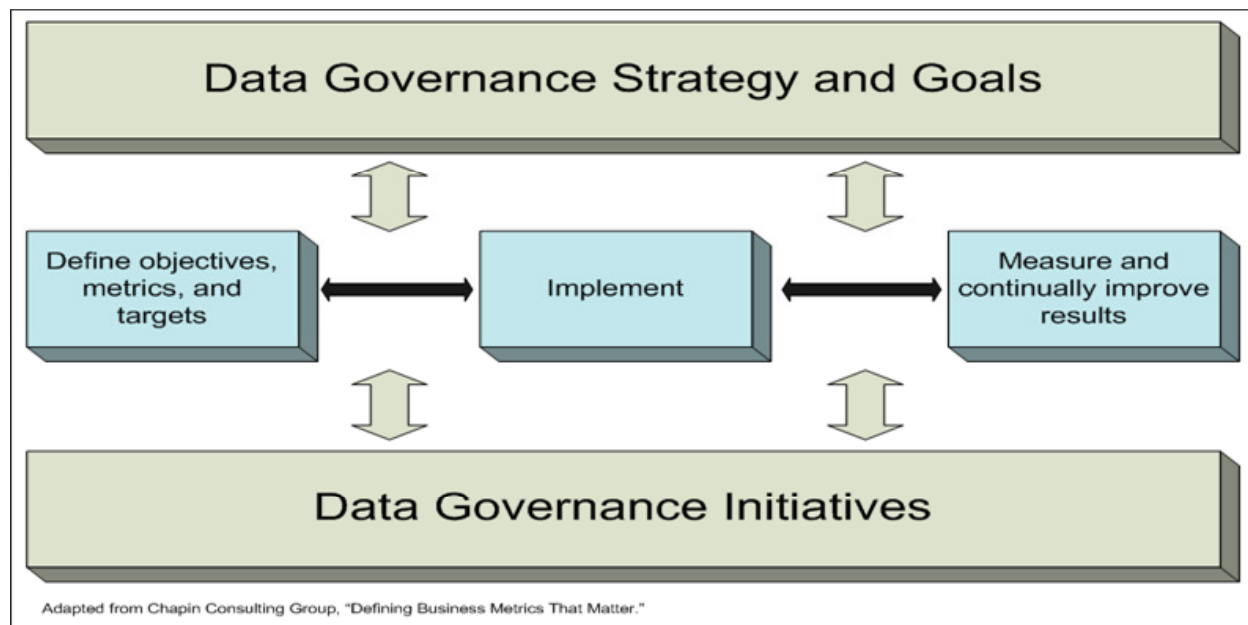 Data Governance Strategy and Goals
Define objectives,
metrics, and
targets
Implement
Measure and
continually improve
results
Data Governance Initiatives
Adapted from Chapin Consulting Group, “Defining Business Metrics That Matter.”